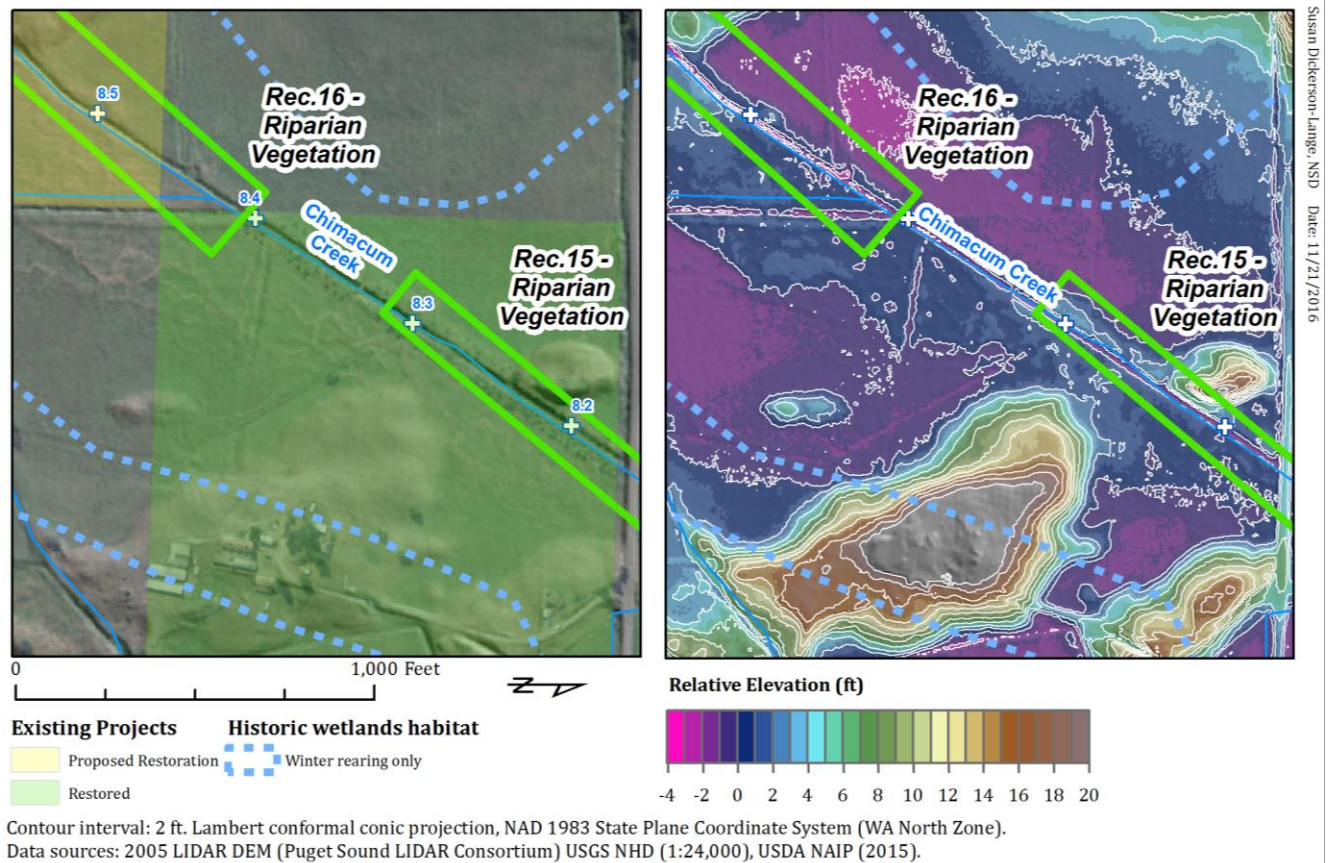 8.5
Rec.16 -
Riparian
Vegetation
8.4
Chimacum
Creek
8.3
Rec.15 -
Riparian
Vegetation
8.2
Rec.16 -
Riparian
Vegetation
Chimacum Creek
Rec.15 -
Riparian
Vegetation
Susan Dickerson-Lange, NSD Date: 11/21/2016
0 1,000 Feet
N
Existing Projects
Proposed Restoration
Restored
Historic wetlands habitat
Winter rearing only
Relative Elevation (ft)
-4 -2 0 2 4 6 8 10 12 14 16 18 20
Contour interval: 2 ft. Lambert conformal conic projection, NAD 1983 State Plane Coordinate System (WA North Zone).
Data sources: 2005 LIDAR DEM (Puget Sound LIDAR Consortium) USGS NHD (1:24,000), USDA NAIP (2015).